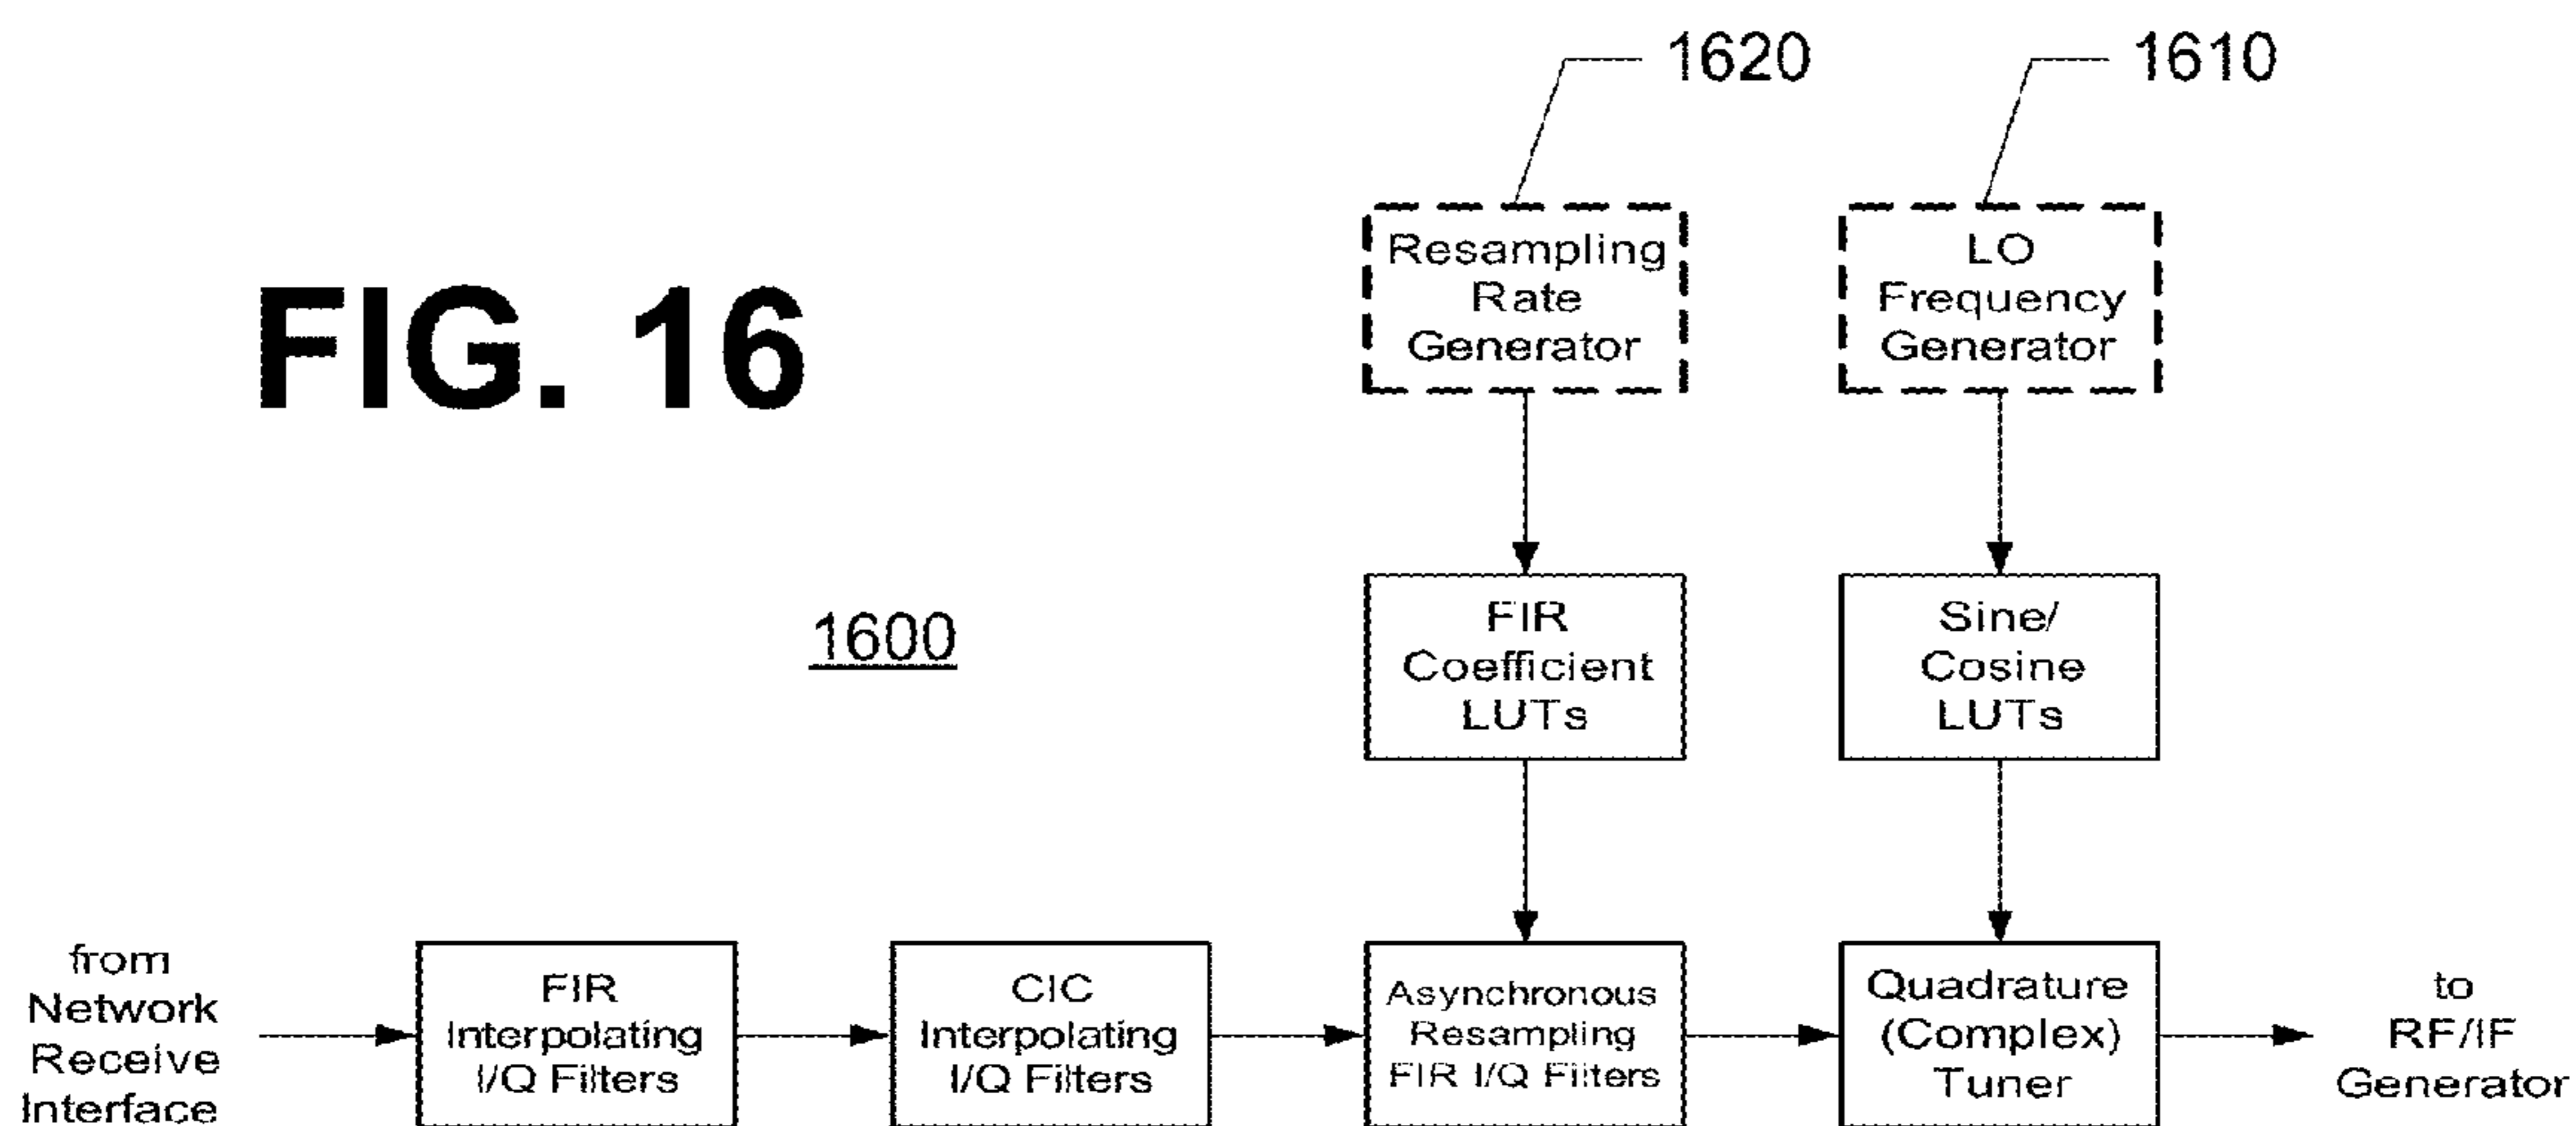 1620
1610
Resampling
Rate
Generator
LO
Frequency
Generator
FIG. 16
1600
FIR
Coefficient
LUTs
Sine/
Cosine
LUTs
from
Network
Receive
Interface
FIR
Interpolating
I/Q Filters
CIC
Interpolating
I/Q Filters
Asynchronous
Resampling
FIR I/Q Filters
Quadrature
(Complex)
Tuner
to
RF/IF
Generator